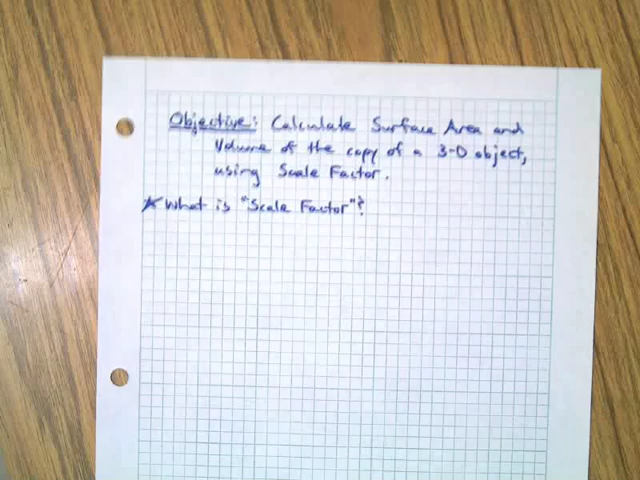 Objective: Calculate Surface Area and
Volume of the copy of a 3-D object,
using Scale Factor.
* What is "Scale Factor"?